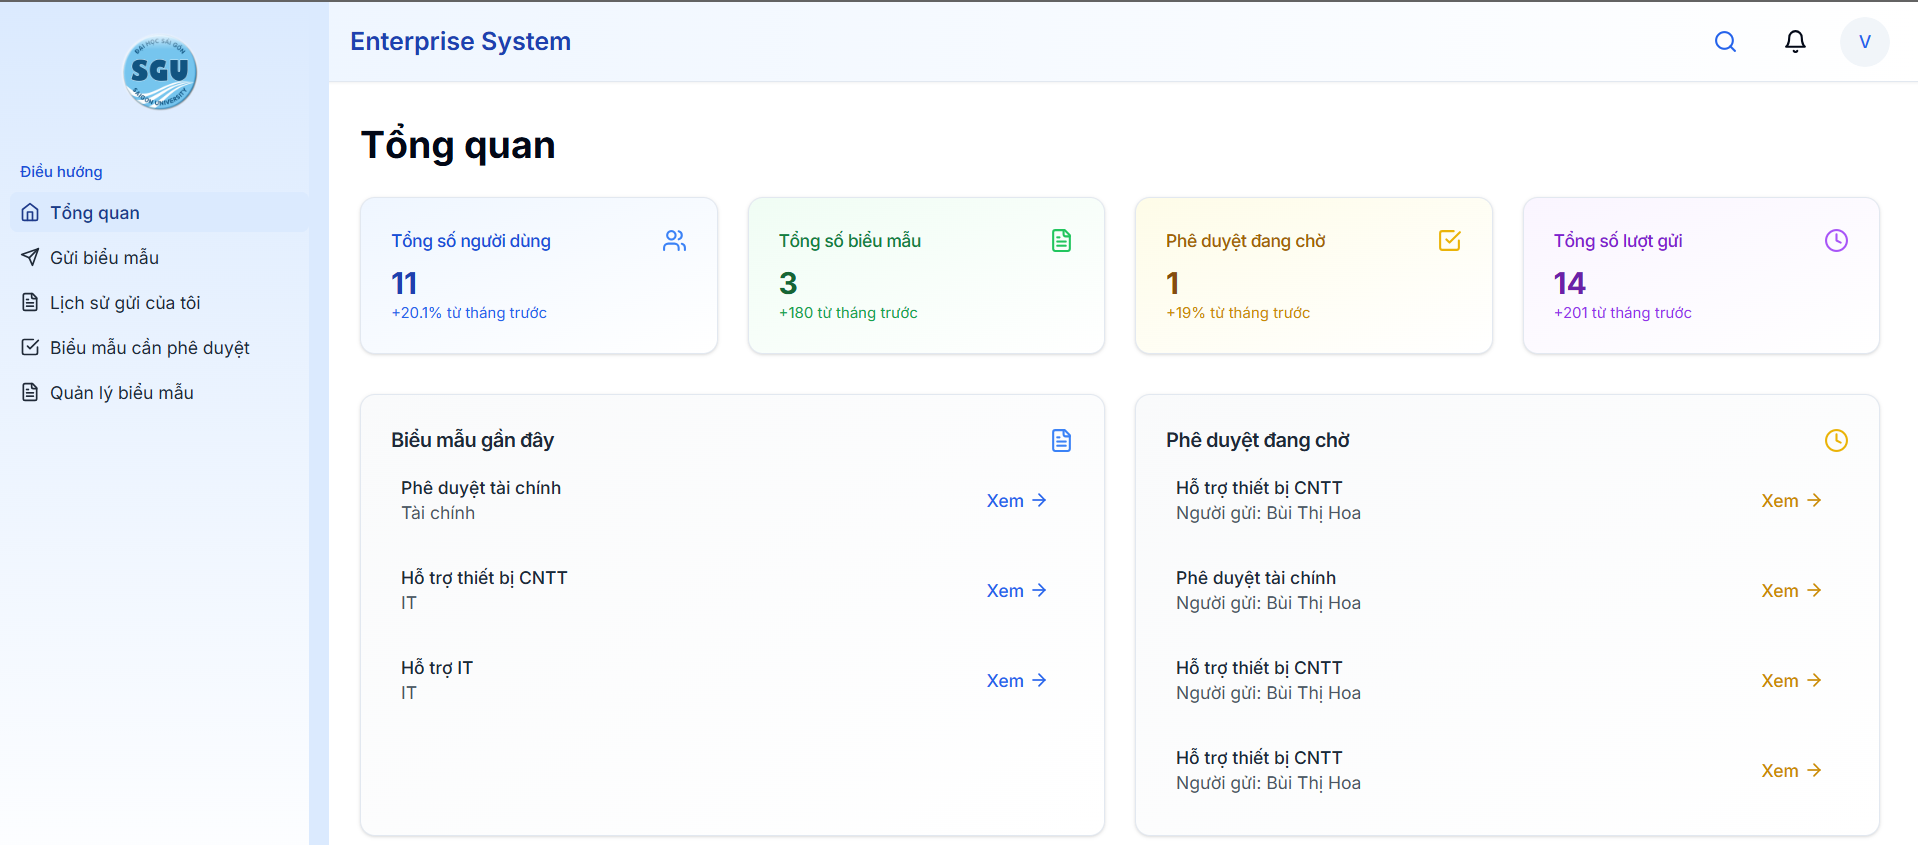 ĐẠI HỌC SÀI GÒN
SGU
SAIGON UNIVERSITY
Enterprise System
V
Điều hướng
Tổng quan
Gửi biểu mẫu
Lịch sử gửi của tôi
Biểu mẫu cần phê duyệt
Quản lý biểu mẫu
Tổng quan
Tổng số người dùng
11
+20.1% từ tháng trước
Tổng số biểu mẫu
3
+180 từ tháng trước
Phê duyệt đang chờ
1
+19% từ tháng trước
Tổng số lượt gửi
14
+201 từ tháng trước
Biểu mẫu gần đây
Phê duyệt tài chính
Tài chính
Xem
Hỗ trợ thiết bị CNTT
IT
Xem
Hỗ trợ IT
IT
Xem
Phê duyệt đang chờ
Hỗ trợ thiết bị CNTT
Người gửi: Bùi Thị Hoa
Xem
Phê duyệt tài chính
Người gửi: Bùi Thị Hoa
Xem
Hỗ trợ thiết bị CNTT
Người gửi: Bùi Thị Hoa
Xem
Hỗ trợ thiết bị CNTT
Người gửi: Bùi Thị Hoa
Xem